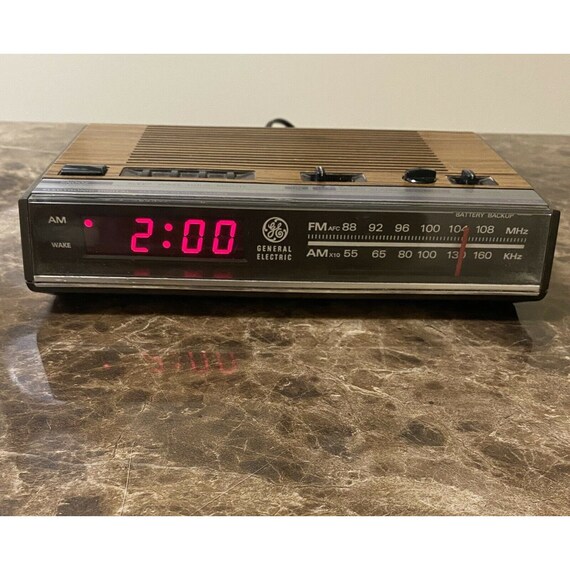 BATTERY BACKUP
AM
WAKE
2:00
GE
GENERAL
ELECTRIC
FM AFC 88 92 96 100 104 108 MHz
AM X10 55 65 80 100 130 160 KHz